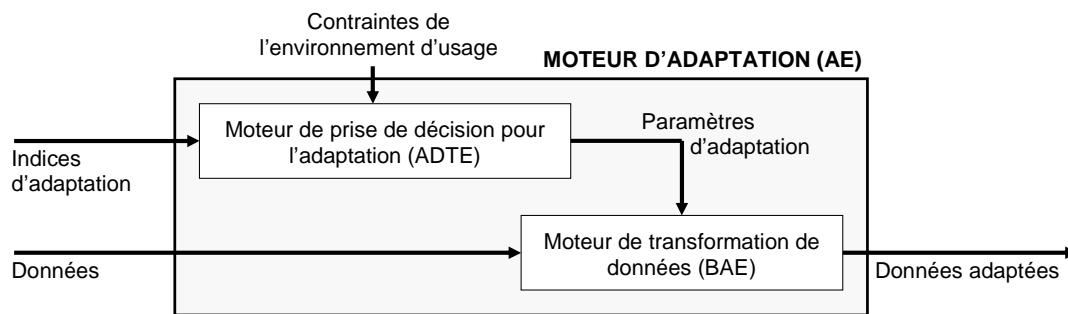 Contraintes de
l’environnement d’usage
MOTEUR D’ADAPTATION (AE)
Moteur de prise de décision pour
l’adaptation (ADTE)
Paramètres
d’adaptation
Indices
d’adaptation
Moteur de transformation de
données (BAE)
Données
Données adaptées